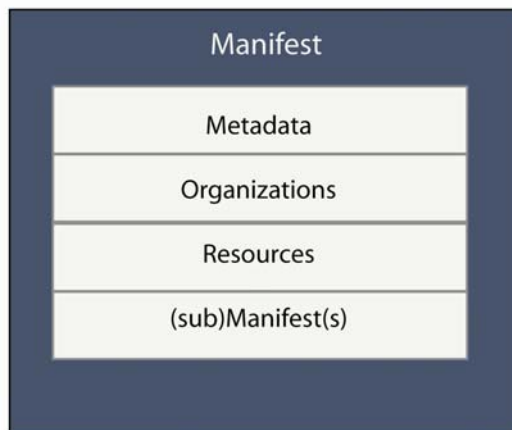 Manifest
Metadata
Organizations
Resources
(sub)Manifest(s)